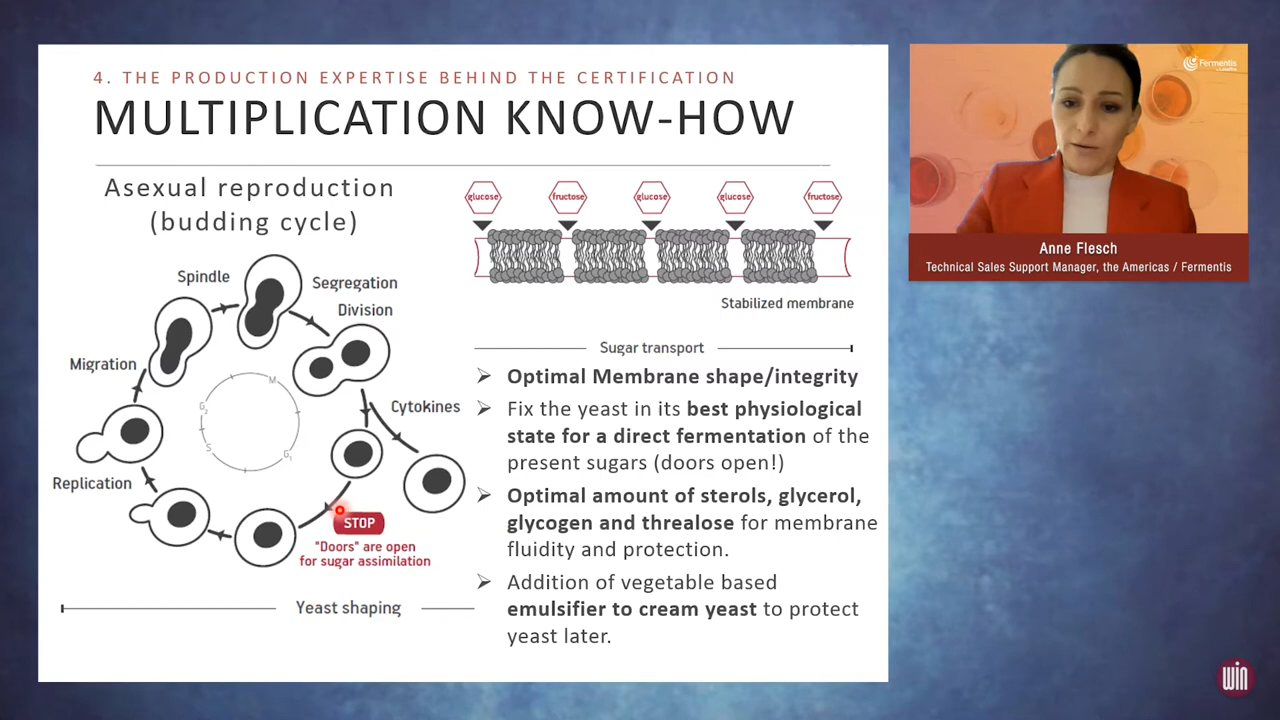 4. THE PRODUCTION EXPERTISE BEHIND THE CERTIFICATION
MULTIPLICATION KNOW-HOW
Asexual reproduction
(budding cycle)
Spindle
Segregation
Division
Migration
Cytokines
Replication
M
G2
S
G1
STOP
"Doors" are open
for sugar assimilation
Yeast shaping
glucose
fructose
glucose
glucose
fructose
Stabilized membrane
Sugar transport
➢ Optimal Membrane shape/integrity
➢ Fix the yeast in its best physiological
state for a direct fermentation of the
present sugars (doors open!)
➢ Optimal amount of sterols, glycerol,
glycogen and threalose for membrane
fluidity and protection.
➢ Addition of vegetable based
emulsifier to cream yeast to protect
yeast later.
Fermentis
Anne Flesch
Technical Sales Support Manager, the Americas / Fermentis
win